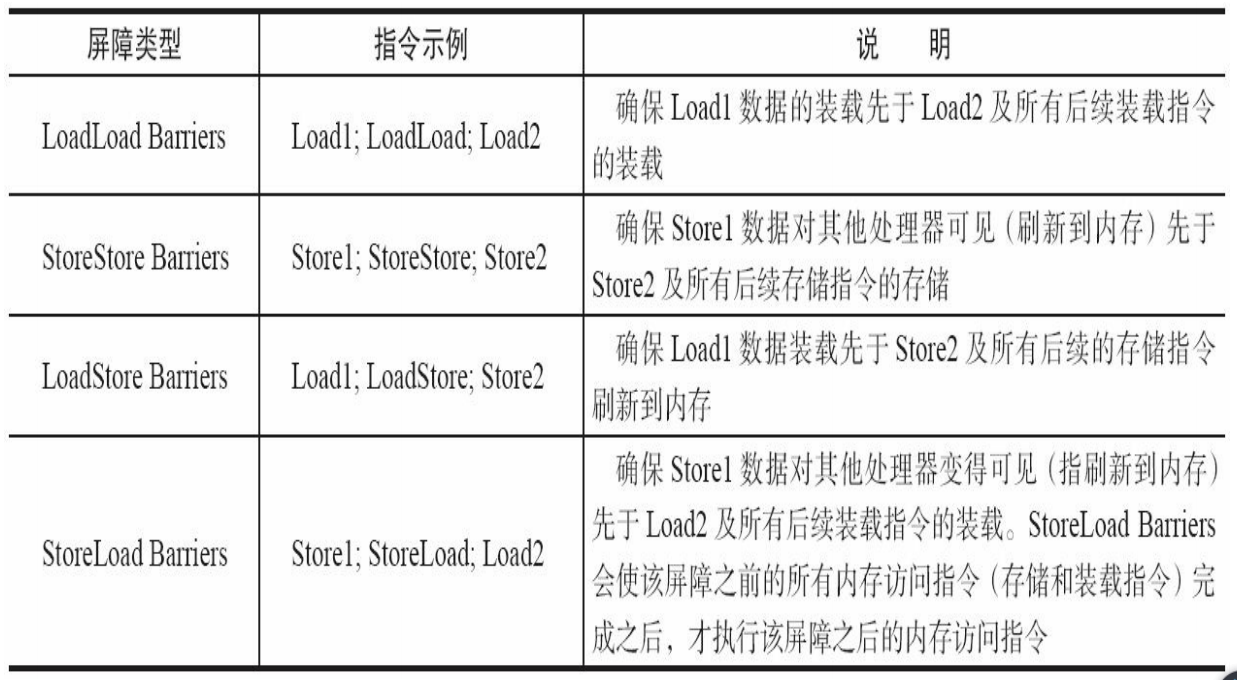 屏障类型 指令示例 说 明
LoadLoad Barriers Load1; LoadLoad; Load2 确保 Load1 数据的装载先于 Load2 及所有后续装载指令
的装载
StoreStore Barriers Store1; StoreStore; Store2 确保 Store1 数据对其他处理器可见（刷新到内存）先于
Store2 及所有后续存储指令的存储
LoadStore Barriers Load1; LoadStore; Store2 确保 Load1 数据装载先于 Store2 及所有后续的存储指令
刷新到内存
StoreLoad Barriers Store1; StoreLoad; Load2 确保 Store1 数据对其他处理器变得可见（指刷新到内存）
先于 Load2 及所有后续装载指令的装载。StoreLoad Barriers
会使该屏障之前的所有内存访问指令（存储和装载指令）完
成之后，才执行该屏障之后的内存访问指令